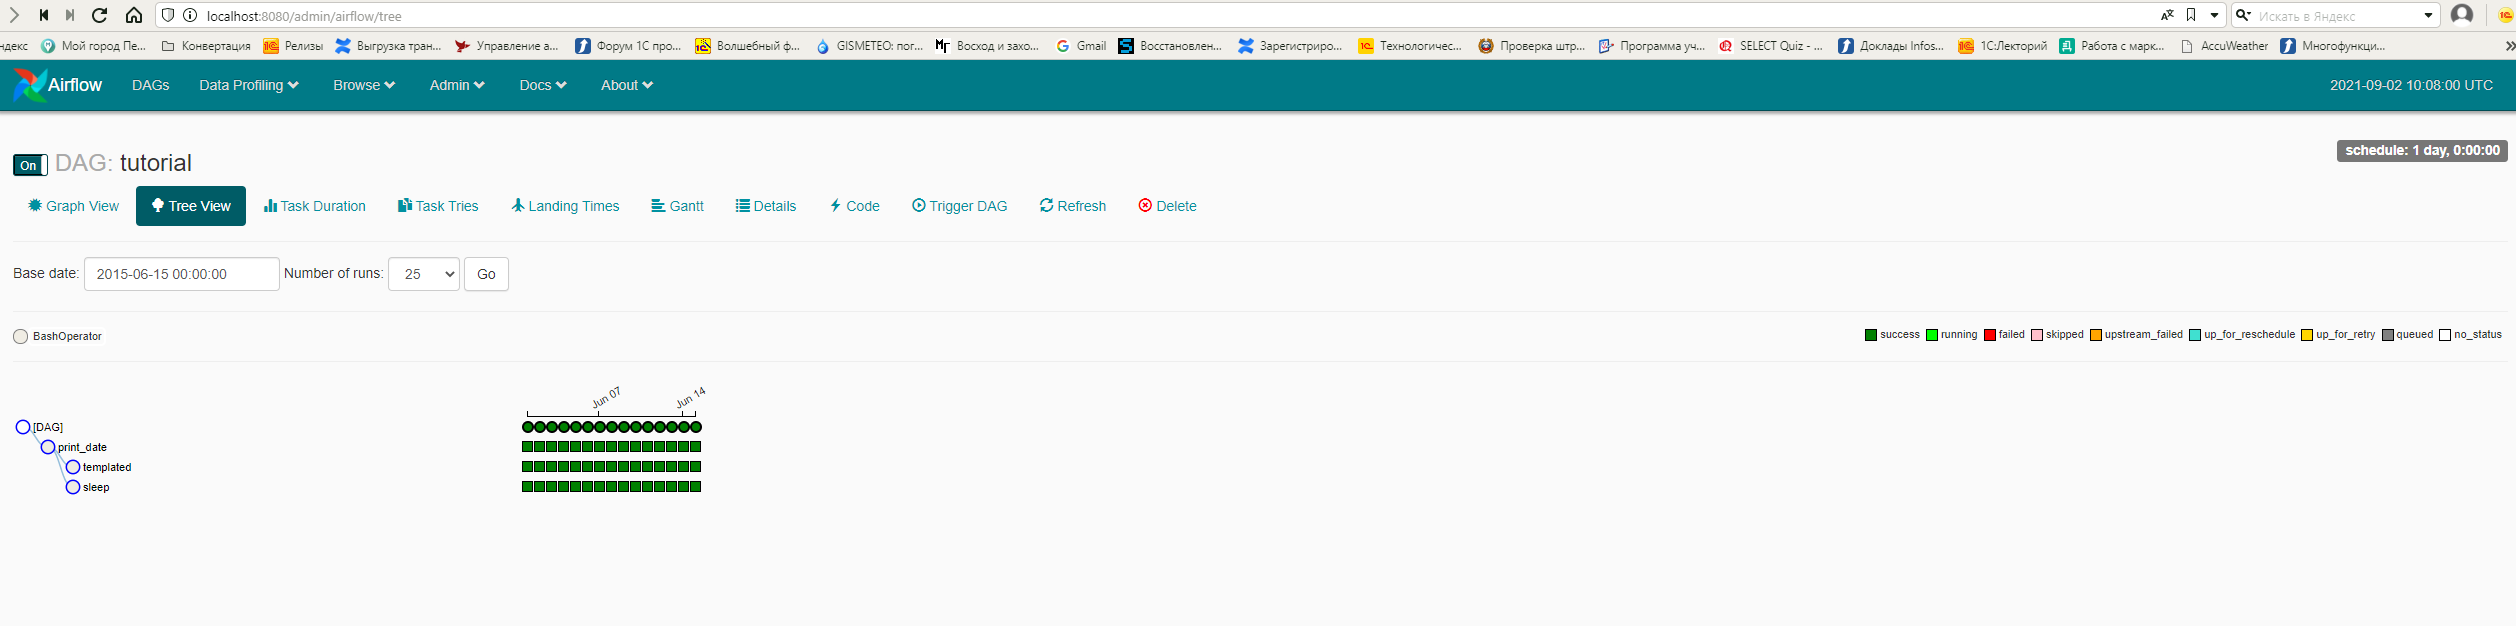 localhost:8080/admin/airflow/tree
Искать в Яндекс
ндекс Мой город Пе... Конвертация Релизы Выгрузка тран... Управление а... Форум 1С про... Волшебный ф... GISMETEO: пог... Восход и захо... Gmail Восстановлен... Зарегистриро... Технологичес... Проверка штр... Программа уч... SELECT Quiz - ... Доклады Infos... 1С:Лекторий Работа с марк... AccuWeather Многофункци...
Airflow DAGs Data Profiling Browse Admin Docs About 2021-09-02 10:08:00 UTC
On DAG: tutorial
schedule: 1 day, 0:00:00
Graph View Tree View Task Duration Task Tries Landing Times Gantt Details Code Trigger DAG Refresh Delete
Base date: 2015-06-15 00:00:00 Number of runs: 25 Go
BashOperator
success running failed skipped upstream_failed up_for_reschedule up_for_retry queued no_status
Jun 07 Jun 14
[DAG]
print_date
templated
sleep